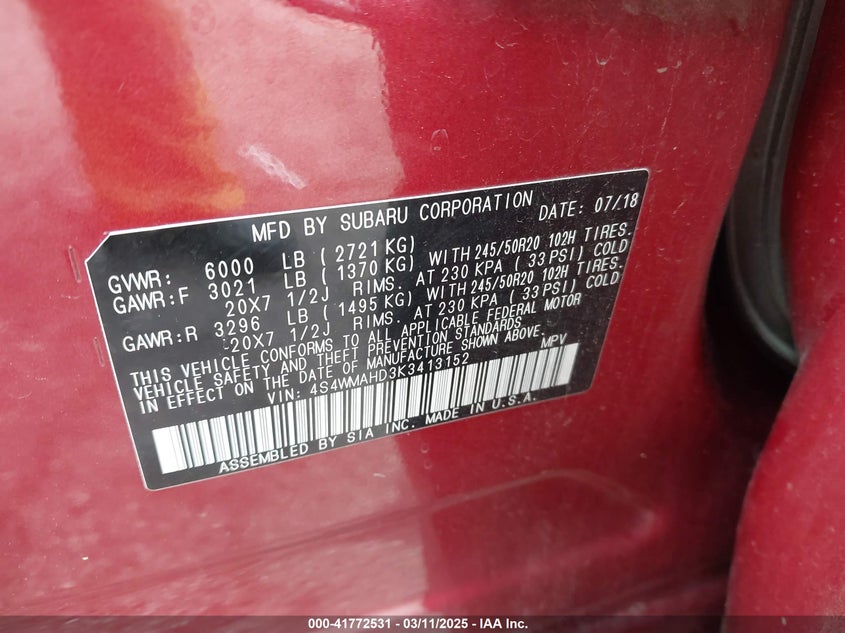 MFD BY SUBARU CORPORATION DATE: 07/18
GVWR: 6000 LB ( 2721 KG)
GAWR:F 3021 LB ( 1370 KG) WITH 245/50R20 102H TIRES.
20X7 1/2J RIMS. AT 230 KPA ( 33 PSI) COLD
GAWR:R 3296 LB ( 1495 KG) WITH 245/50R20 102H TIRES.
20X7 1/2J RIMS. AT 230 KPA ( 33 PSI) COLD.
THIS VEHICLE CONFORMS TO ALL APPLICABLE FEDERAL MOTOR
VEHICLE SAFETY AND THEFT PREVENTION STANDARDS
IN EFFECT ON THE DATE OF MANUFACTURE SHOWN ABOVE.
VIN: 4S4WMAHD3K3413152 MPV
ASSEMBLED BY SIA INC. MADE IN U.S.A.
000-41772531 - 03/11/2025 - IAA Inc.